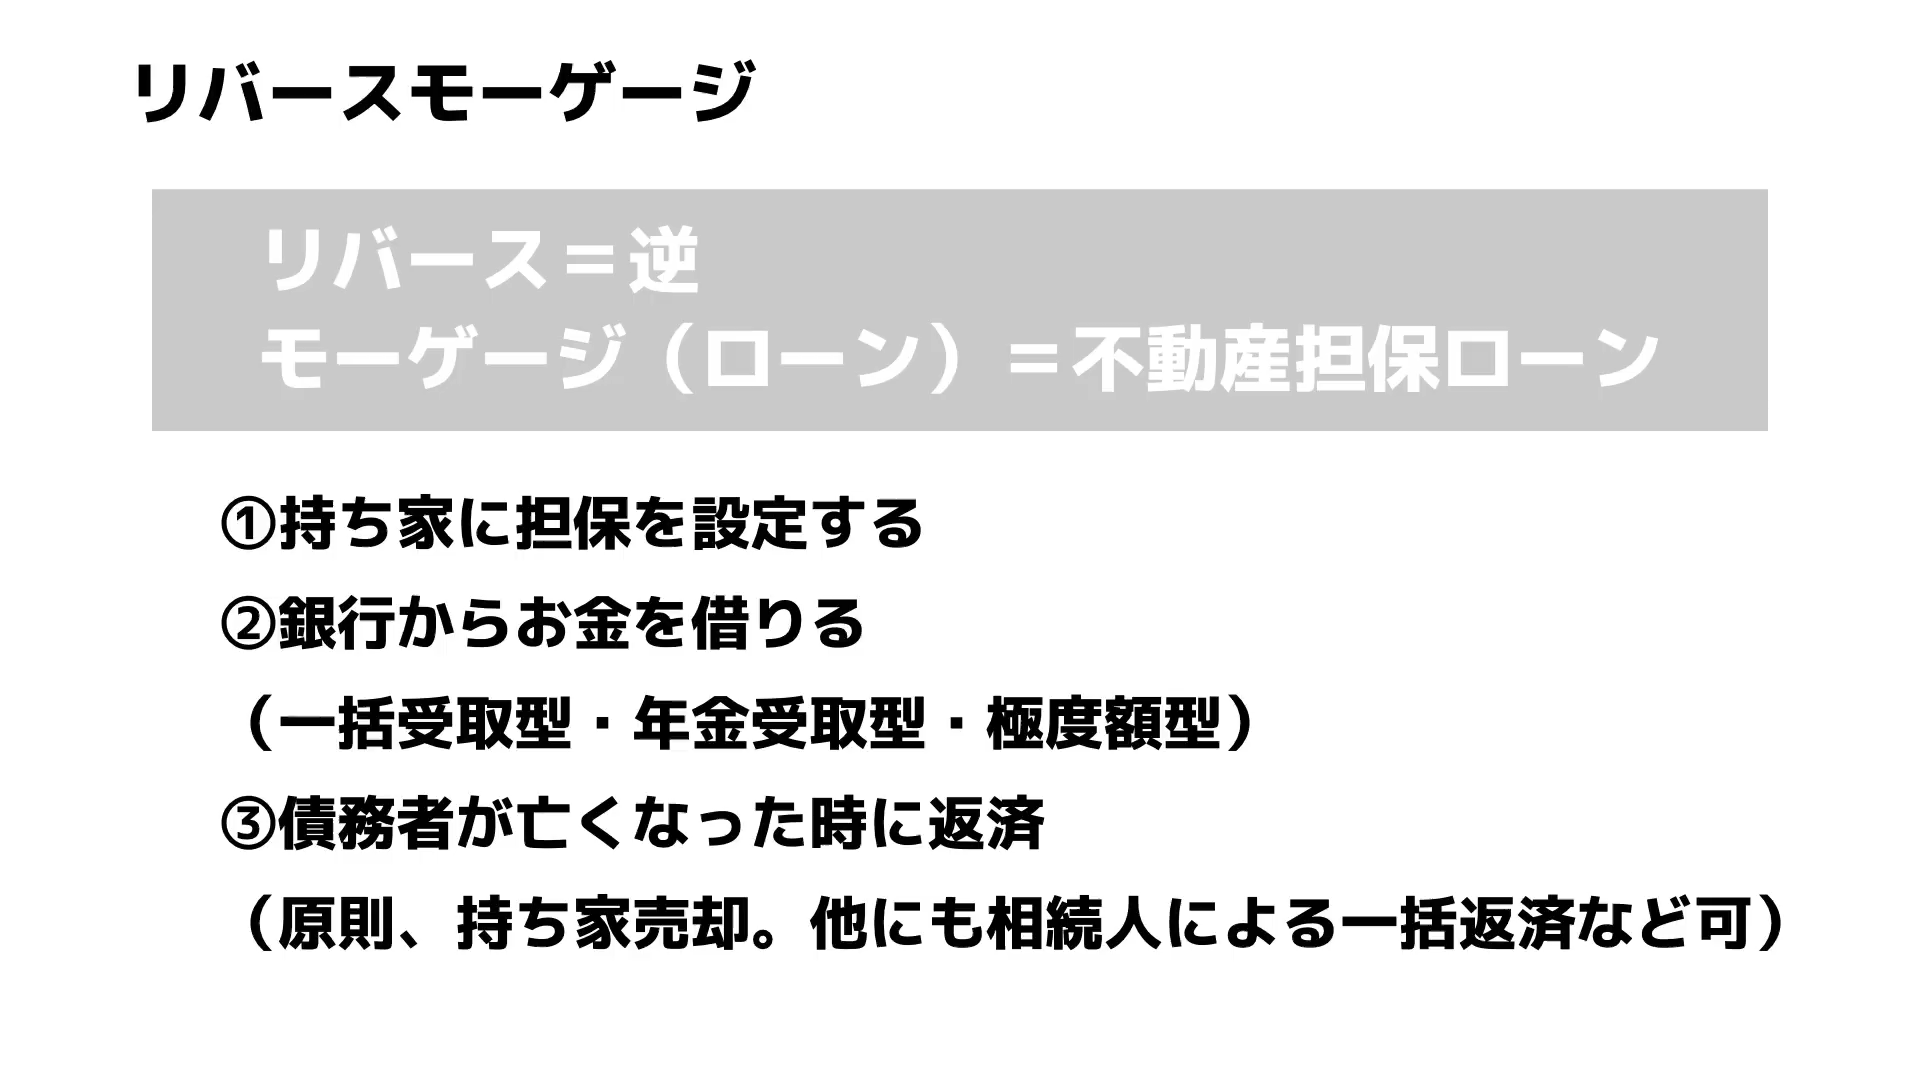 リバースモーゲージ
リバース＝逆
モーゲージ（ローン）＝不動産担保ローン
①持ち家に担保を設定する
②銀行からお金を借りる
（一括受取型・年金受取型・極度額型）
③債務者が亡くなった時に返済
（原則、持ち家売却。他にも相続人による一括返済など可）